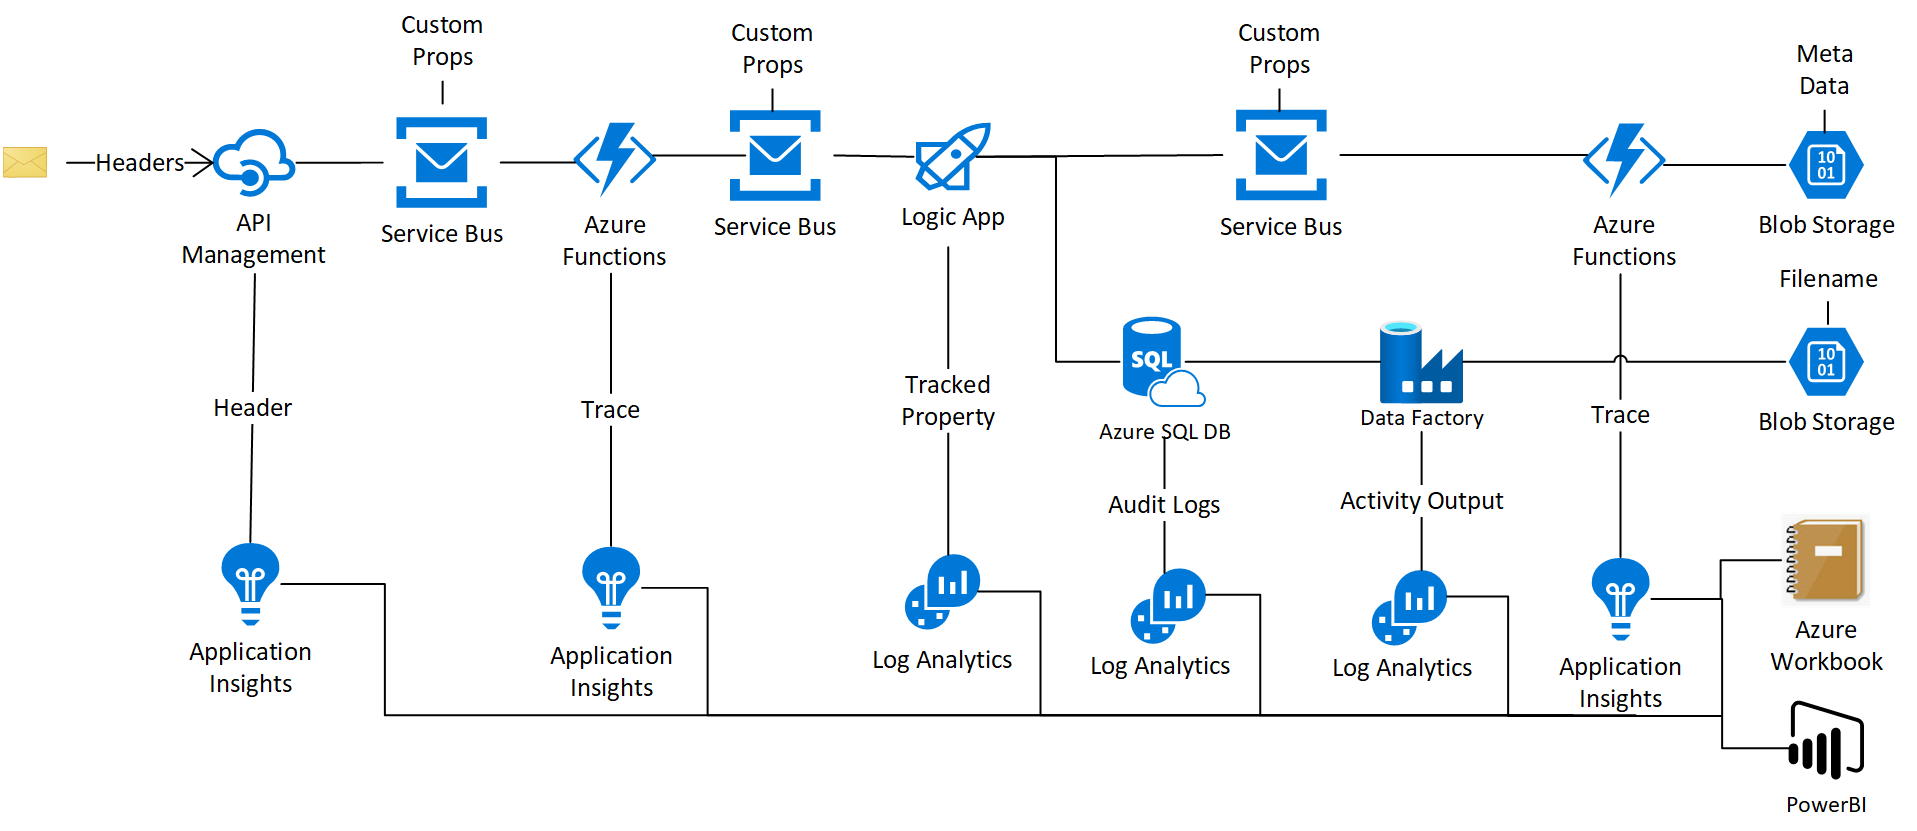 Custom
Props
Custom
Props
Custom
Props
Meta
Data
Headers
API
Management
Service Bus
Azure
Functions
Service Bus
Logic App
Service Bus
Azure
Functions
10
01
Blob Storage
Filename
Header
Trace
Tracked
Property
SQL
Azure SQL DB
Data Factory
Trace
10
01
Blob Storage
Audit Logs
Activity Output
Application
Insights
Application
Insights
Log Analytics
Log Analytics
Log Analytics
Application
Insights
Azure
Workbook
PowerBI